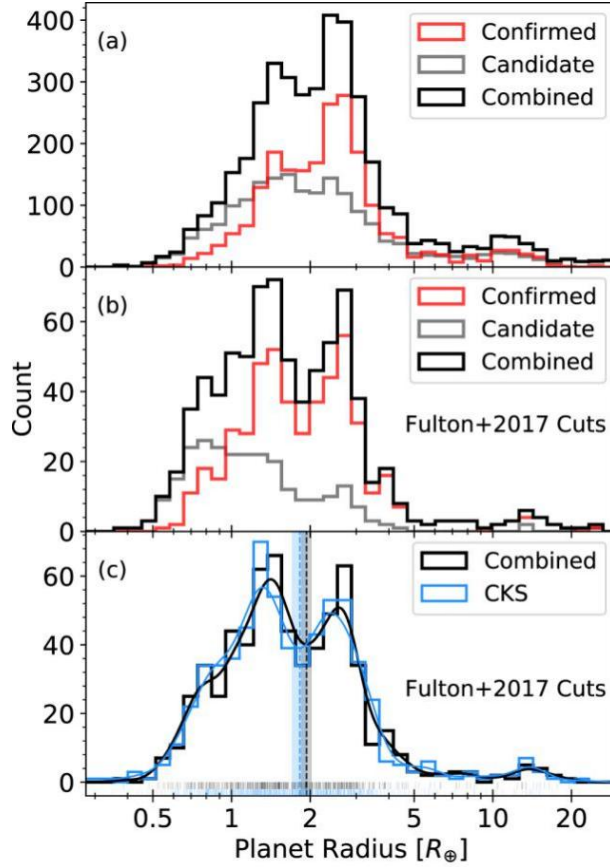 400
300
200
100
0
(a)
Confirmed
Candidate
Combined
60
40
20
0
(b)
Confirmed
Candidate
Combined
Fulton+2017 Cuts
Count
60
40
20
0
(c)
Combined
CKS
Fulton+2017 Cuts
0.5 1 2 5 10 20
Planet Radius [R⊕]